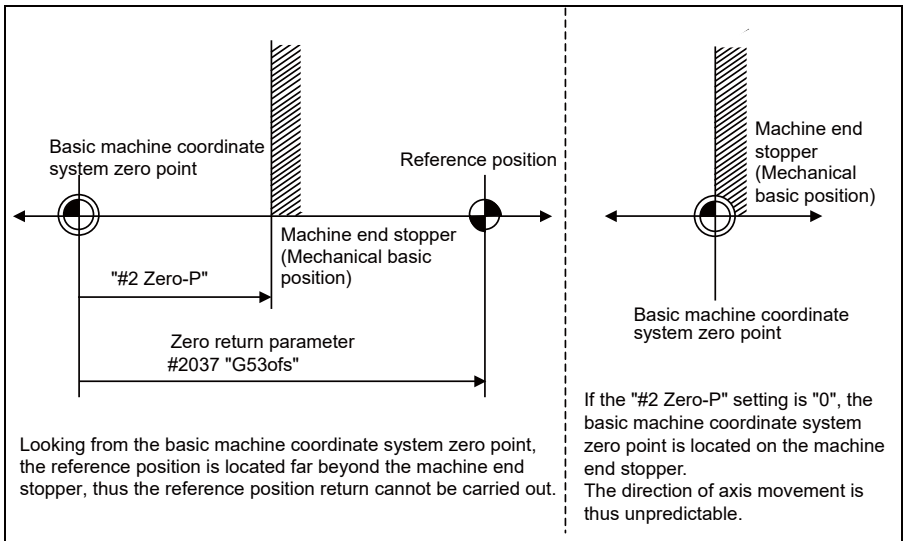 Basic machine coordinate
system zero point
Reference position
Machine end stopper
(Mechanical basic
position)
"#2 Zero-P"
Zero return parameter
#2037 "G53ofs"
Looking from the basic machine coordinate system zero point,
the reference position is located far beyond the machine end
stopper, thus the reference position return cannot be carried out.
Machine end
stopper
(Mechanical
basic position)
Basic machine coordinate
system zero point
If the "#2 Zero-P" setting is "0", the
basic machine coordinate system
zero point is located on the machine
end stopper.
The direction of axis movement is
thus unpredictable.